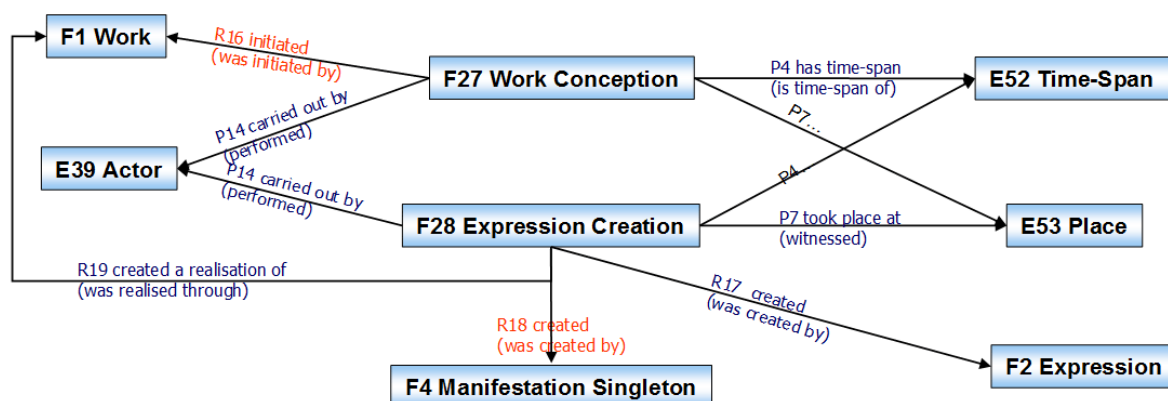 F1 Work
R16 initiated
(was initiated by)
F27 Work Conception
P4 has time-span
(is time-span of)
E52 Time-Span
P14 carried out by
(performed)
P7...
E39 Actor
P14 carried out by
(performed)
P4...
F28 Expression Creation
P7 took place at
(witnessed)
E53 Place
R19 created a realisation of
(was realised through)
R17 created
(was created by)
R18 created
(was created by)
F4 Manifestation Singleton
F2 Expression